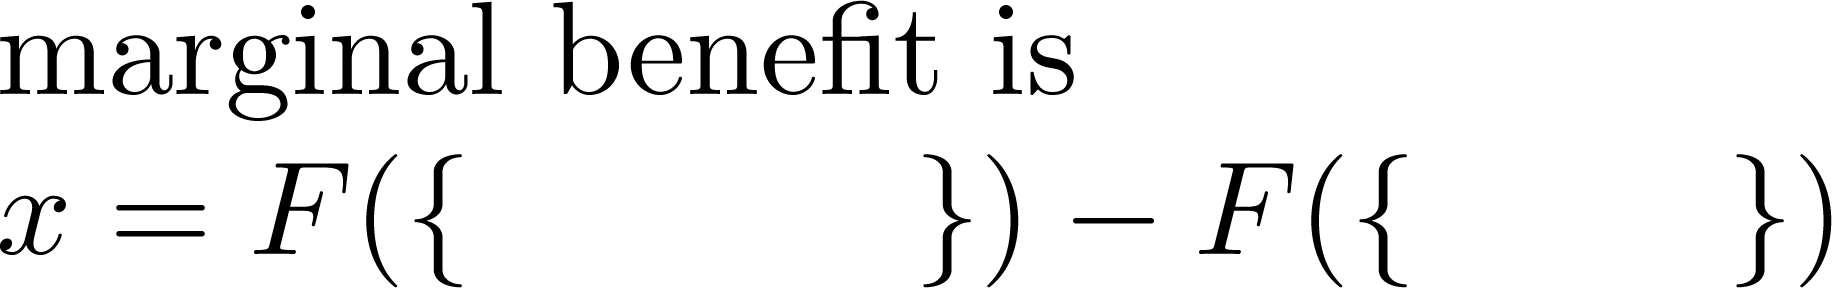 marginal benefit is
x = F({ }) − F({ })